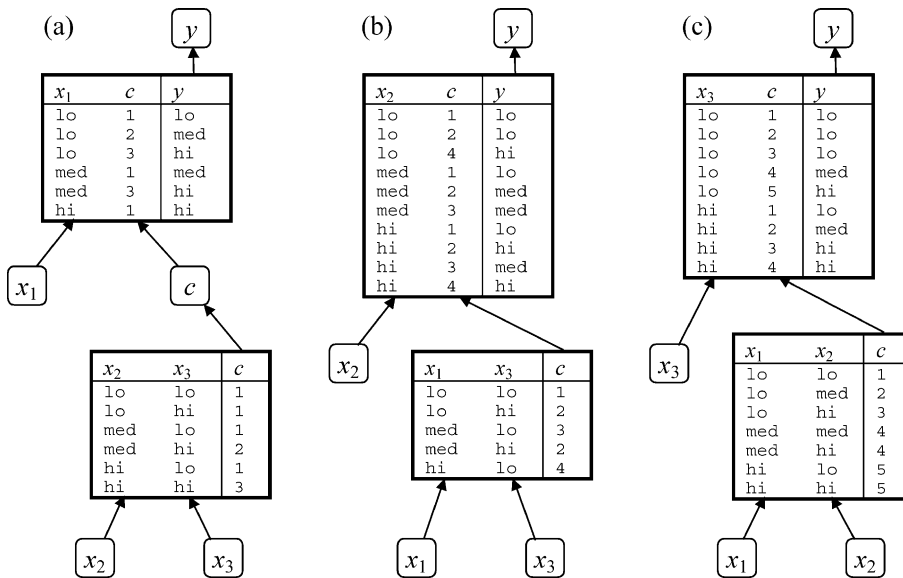 (a)
y
x1 c y
lo 1 lo
lo 2 med
lo 3 hi
med 1 med
med 3 hi
hi 1 hi
x1
c
x2 x3 c
lo lo 1
lo hi 1
med lo 1
med hi 2
hi lo 1
hi hi 3
x2
x3
(b)
y
x2 c y
lo 1 lo
lo 2 lo
lo 4 hi
med 1 lo
med 2 med
med 3 med
hi 1 lo
hi 2 hi
hi 3 med
hi 4 hi
x2
x1 x3 c
lo lo 1
lo hi 2
med lo 3
med hi 2
hi lo 4
x1
x3
(c)
y
x3 c y
lo 1 lo
lo 2 lo
lo 3 lo
lo 4 med
lo 5 hi
hi 1 lo
hi 2 med
hi 3 hi
hi 4 hi
x3
x1 x2 c
lo lo 1
lo med 2
lo hi 3
med med 4
med hi 4
hi lo 5
hi hi 5
x1
x2